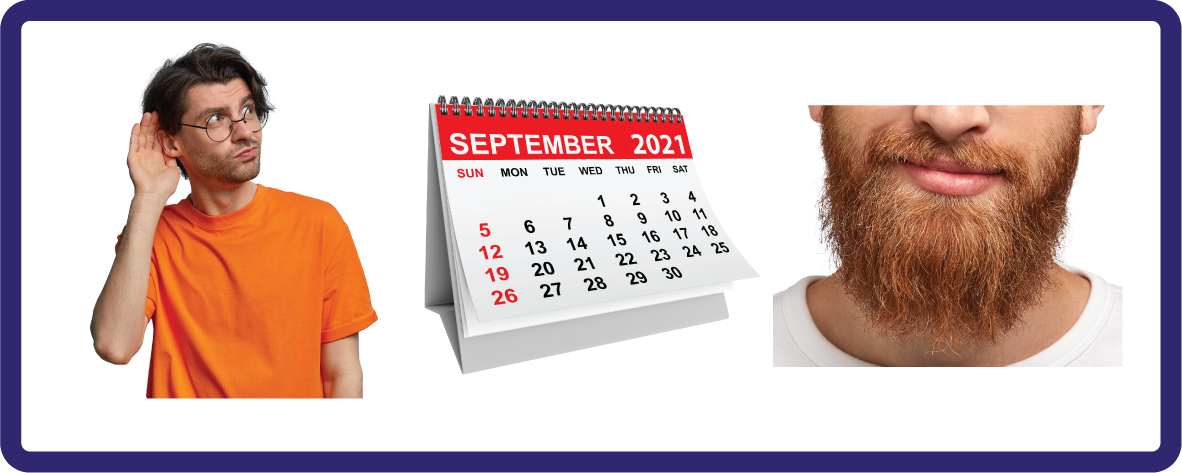 SEPTEMBER 2021
SUN MON TUE WED THU FRI SAT
1 2 3 4
5 6 7 8 9 10 11
12 13 14 15 16 17 18
19 20 21 22 23 24 25
26 27 28 29 30